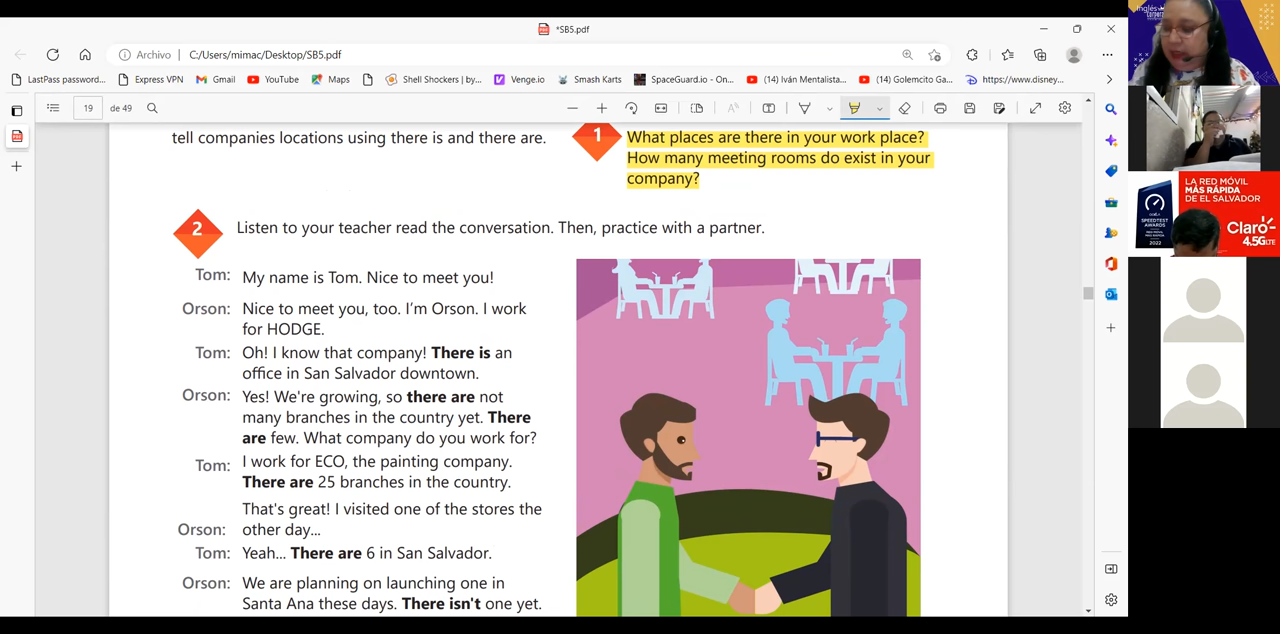 *SB5.pdf
Archivo | C:/Users/mimac/Desktop/SB5.pdf
LastPass password... Express VPN Gmail YouTube Maps Shell Shockers | by... Venge.io Smash Karts SpaceGuard.io - On... (14) Iván Mentalista... (14) Golemcito Ga... https://www.disney...
19 de 49
tell companies locations using there is and there are.
1 What places are there in your work place?
How many meeting rooms do exist in your
company?
2 Listen to your teacher read the conversation. Then, practice with a partner.
Tom: My name is Tom. Nice to meet you!
Orson: Nice to meet you, too. I'm Orson. I work
for HODGE.
Tom: Oh! I know that company! There is an
office in San Salvador downtown.
Orson: Yes! We're growing, so there are not
many branches in the country yet. There
are few. What company do you work for?
Tom: I work for ECO, the painting company.
There are 25 branches in the country.
That's great! I visited one of the stores the
Orson: other day...
Tom: Yeah... There are 6 in San Salvador.
Orson: We are planning on launching one in
Santa Ana these days. There isn't one yet.
Inglés
LA RED MÓVIL
MÁS RÁPIDA
DE EL SALVADOR
SPEEDTEST
AWARDS
2022
Claro
4.5G LTE